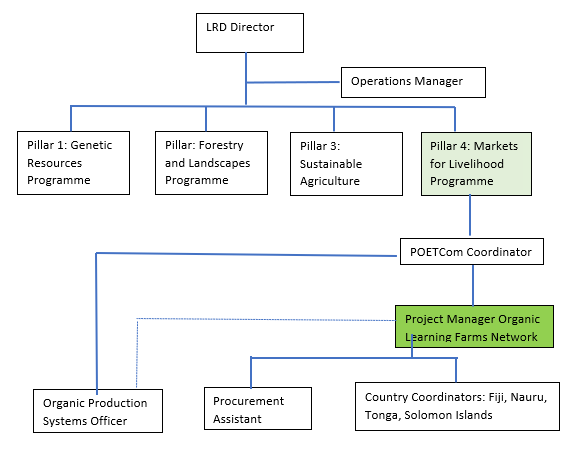 LRD Director
Operations Manager
Pillar 1: Genetic
Resources
Programme
Pillar: Forestry
and Landscapes
Programme
Pillar 3:
Sustainable
Agriculture
Pillar 4: Markets
for Livelihood
Programme
POETCom Coordinator
Project Manager Organic
Learning Farms Network
Organic Production
Systems Officer
Procurement
Assistant
Country Coordinators: Fiji, Nauru,
Tonga, Solomon Islands